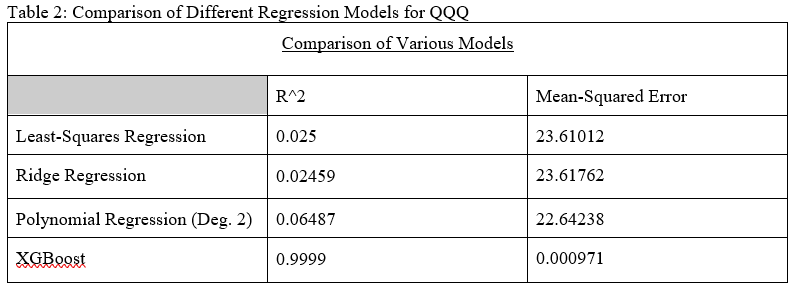 Table 2: Comparison of Different Regression Models for QQQ
Comparison of Various Models
R^2 Mean-Squared Error
Least-Squares Regression 0.025 23.61012
Ridge Regression 0.02459 23.61762
Polynomial Regression (Deg. 2) 0.06487 22.64238
XGBoost 0.9999 0.000971